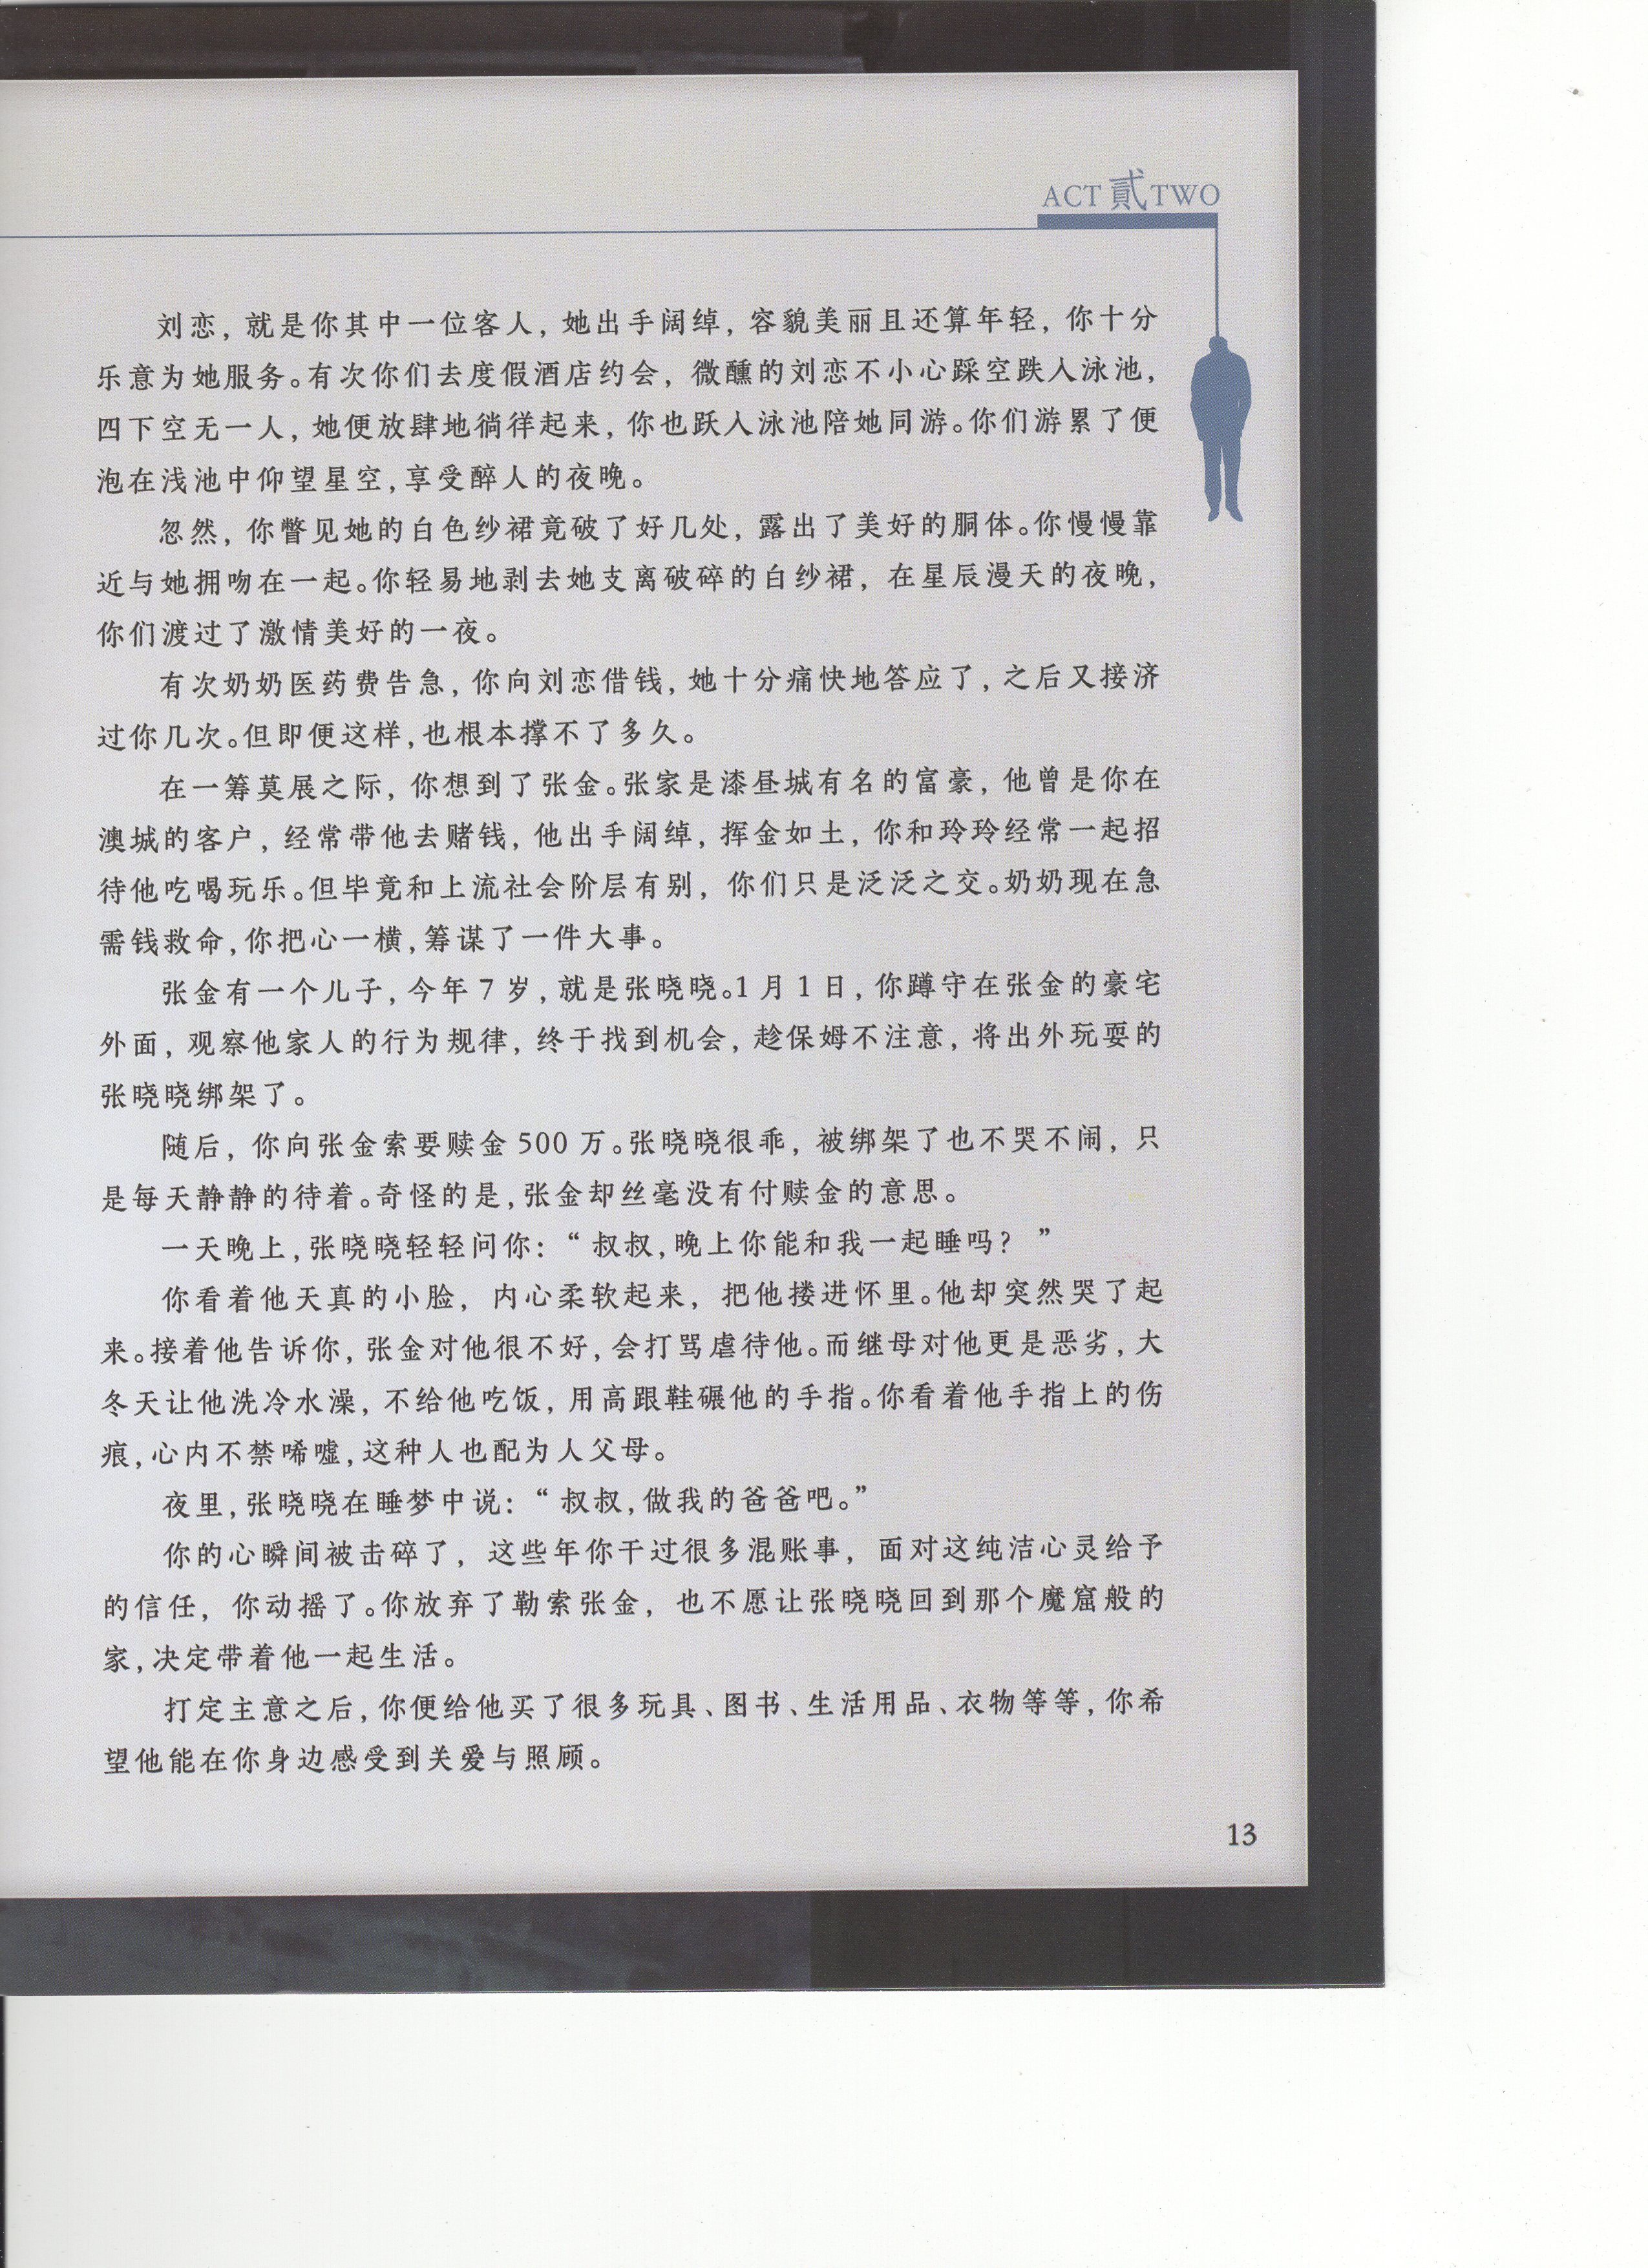 ACT 貳 TWO
刘恋，就是你其中一位客人，她出手阔绰，容貌美丽且还算年轻，你十分
乐意为她服务。有次你们去度假酒店约会，微醺的刘恋不小心踩空跌入泳池，
四下空无一人，她便放肆地徜徉起来，你也跃入泳池陪她同游。你们游累了便
泡在浅池中仰望星空，享受醉人的夜晚。
忽然，你瞥见她的白色纱裙竟破了好几处，露出了美好的胴体。你慢慢靠
近与她拥吻在一起。你轻易地剥去她支离破碎的白纱裙，在星辰漫天的夜晚，
你们渡过了激情美好的一夜。
有次奶奶医药费告急，你向刘恋借钱，她十分痛快地答应了，之后又接济
过你几次。但即便这样，也根本撑不了多久。
在一筹莫展之际，你想到了张金。张家是漆昼城有名的富豪，他曾是你在
澳城的客户，经常带他去赌钱，他出手阔绰，挥金如土，你和玲玲经常一起招
待他吃喝玩乐。但毕竟和上流社会阶层有别，你们只是泛泛之交。奶奶现在急
需钱救命，你把心一横，筹谋了一件大事。
张金有一个儿子，今年 7 岁，就是张晓晓。1 月 1 日，你蹲守在张金的豪宅
外面，观察他家人的行为规律，终于找到机会，趁保姆不注意，将出外玩耍的
张晓晓绑架了。
随后，你向张金索要赎金 500 万。张晓晓很乖，被绑架了也不哭不闹，只
是每天静静的待着。奇怪的是，张金却丝毫没有付赎金的意思。
一天晚上，张晓晓轻轻问你：“叔叔，晚上你能和我一起睡吗？”
你看着他天真的小脸，内心柔软起来，把他搂进怀里。他却突然哭了起
来。接着他告诉你，张金对他很不好，会打骂虐待他。而继母对他更是恶劣，大
冬天让他洗冷水澡，不给他吃饭，用高跟鞋碾他的手指。你看着他手指上的伤
痕，心内不禁唏嘘，这种人也配为人父母。
夜里，张晓晓在睡梦中说：“叔叔，做我的爸爸吧。”
你的心瞬间被击碎了，这些年你干过很多混账事，面对这纯洁心灵给予
的信任，你动摇了。你放弃了勒索张金，也不愿让张晓晓回到那个魔窟般的
家，决定带着他一起生活。
打定主意之后，你便给他买了很多玩具、图书、生活用品、衣物等等，你希
望他能在你身边感受到关爱与照顾。
13